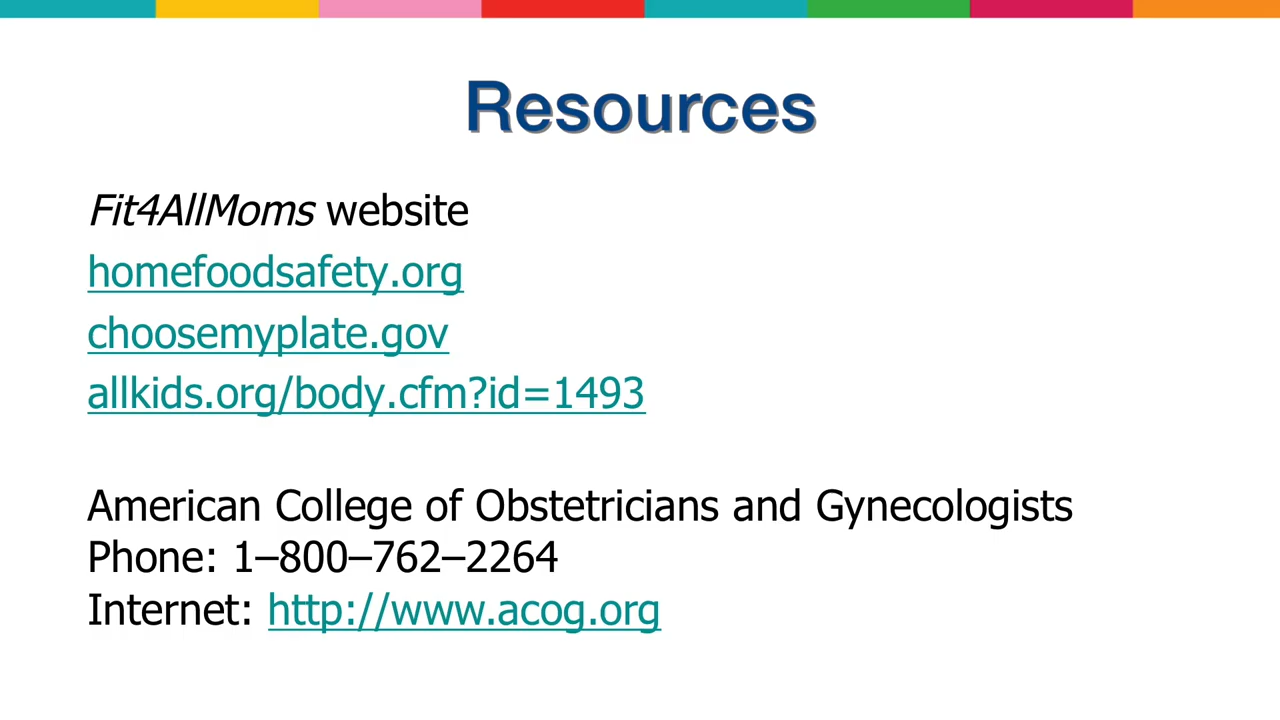 Resources
Fit4AllMoms website
homefoodsafety.org
choosemyplate.gov
allkids.org/body.cfm?id=1493
American College of Obstetricians and Gynecologists
Phone: 1–800–762–2264
Internet: http://www.acog.org